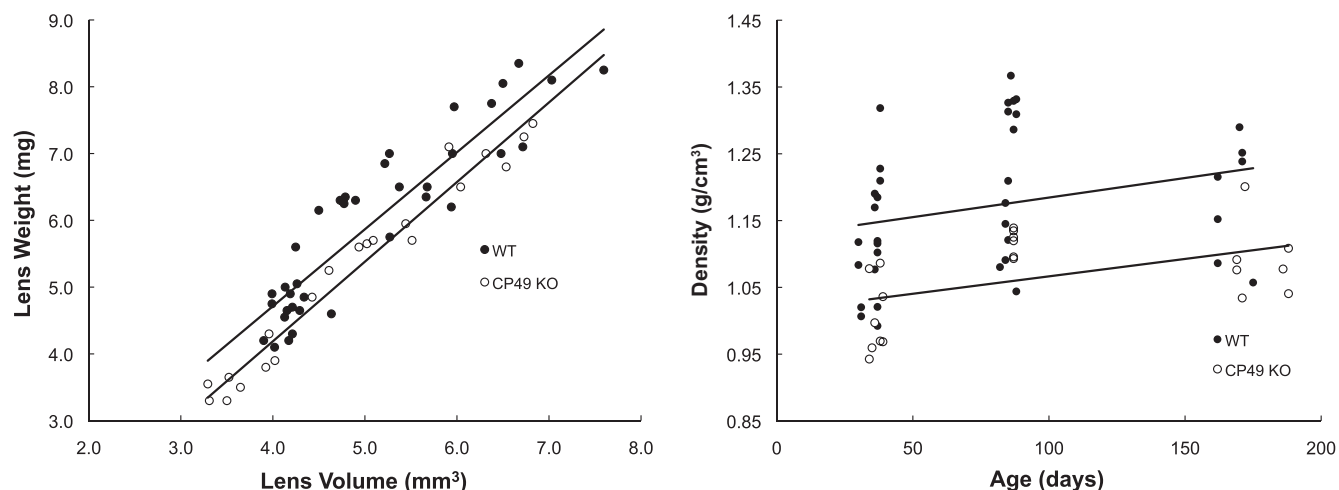 9.0
8.0
7.0
6.0
5.0
4.0
3.0
2.0 3.0 4.0 5.0 6.0 7.0 8.0
Lens Weight (mg)
Lens Volume (mm³)
WT
CP49 KO
1.45
1.35
1.25
1.15
1.05
0.95
0.85
0 50 100 150 200
Density (g/cm³)
Age (days)
WT
CP49 KO